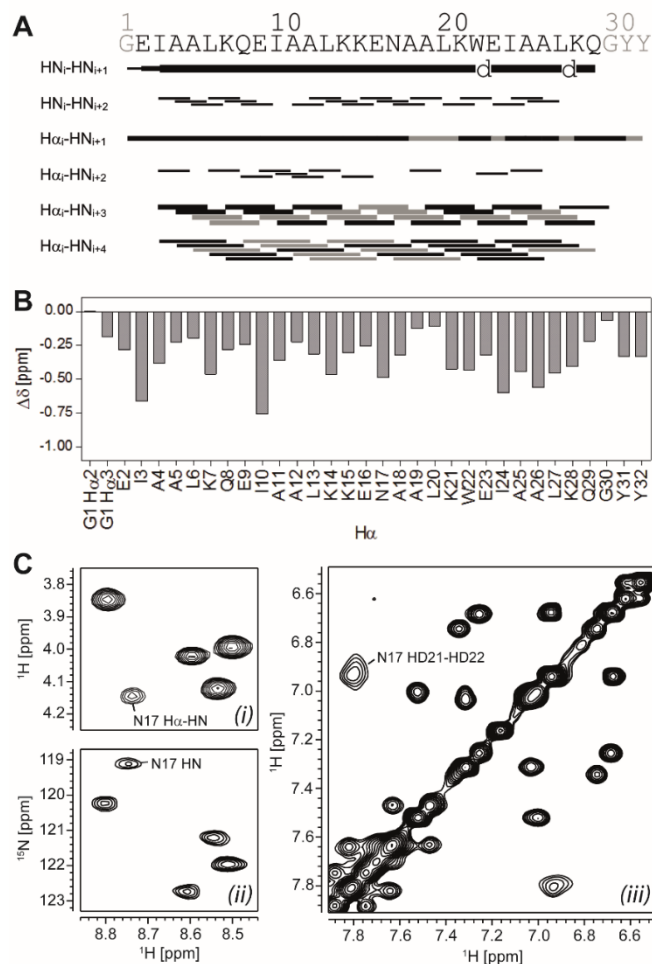 A
1 10 20 30
GEIAALKQEIAALKKENAALKWEIAALKQGYY
HNi-HNi+1 d d
HNi-HNi+2
Hαi-HNi+1
Hαi-HNi+2
Hαi-HNi+3
Hαi-HNi+4
B
0.00
-0.25
-0.50
-0.75
-1.00
Δδ [ppm]
G1 Hα2 G1 Hα3 E2 I3 A4 A5 L6 K7 Q8 E9 I10 A11 A12 L13 K14 K15 E16 N17 A18 A19 L20 K21 W22 E23 I24 A25 A26 L27 K28 Q29 G30 Y31 Y32
Hα
C
3.8
3.9
4.0
4.1
4.2
¹H [ppm]
N17 Hα-HN
(i)
119
120
121
122
123
¹⁵N [ppm]
N17 HN
(ii)
8.8 8.7 8.6 8.5
¹H [ppm]
6.6
6.8
7.0
7.2
7.4
7.6
7.8
¹H [ppm]
N17 HD21-HD22
(iii)
7.8 7.6 7.4 7.2 7.0 6.8 6.6
¹H [ppm]